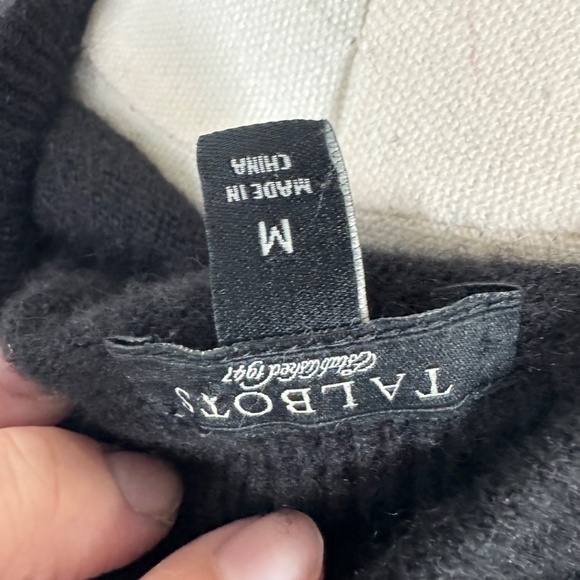 TALBOTS
Established 1947
M
MADE IN
CHINA